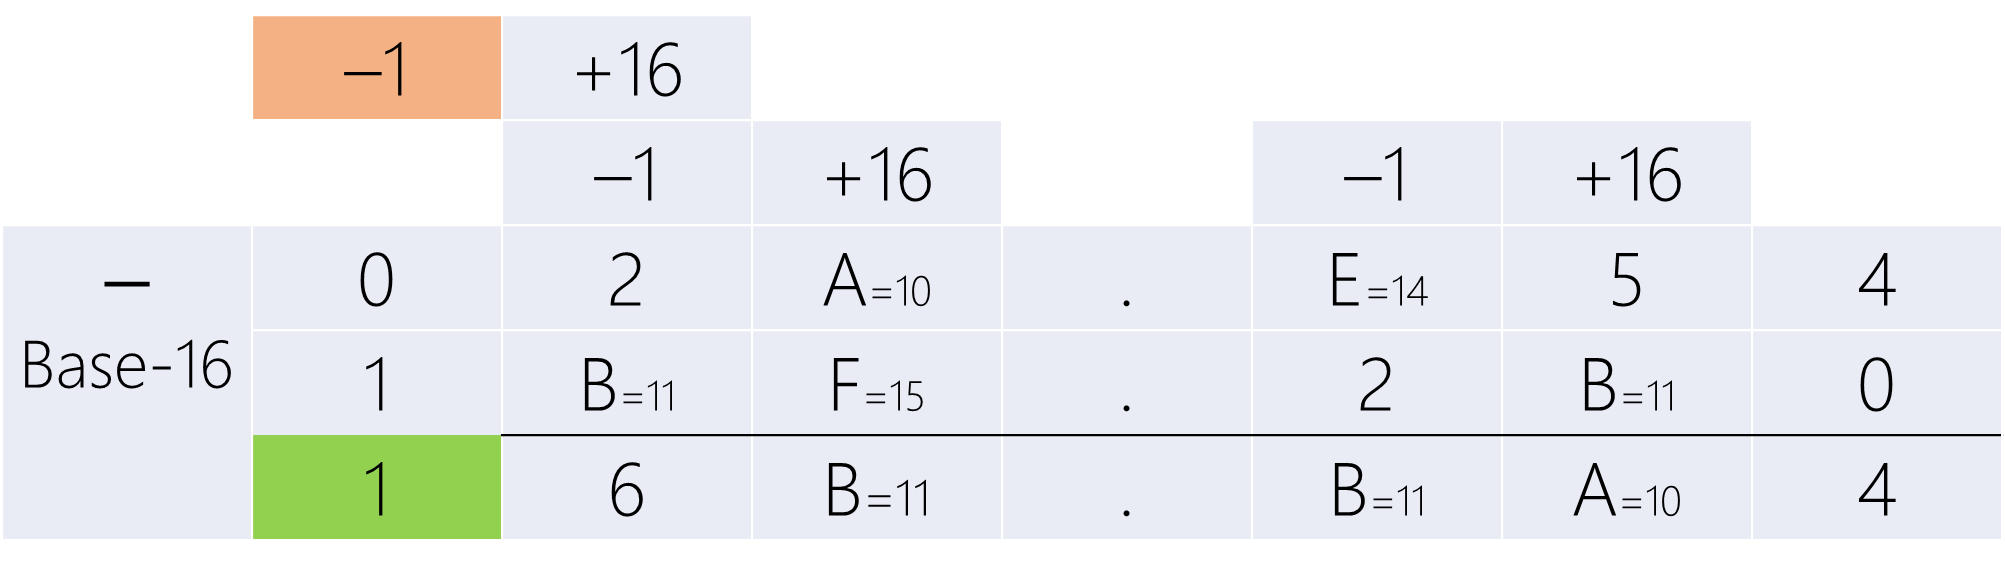 –1 +16
–1 +16 –1 +16
– 0 2 A=10 . E=14 5 4
Base-16 1 B=11 F=15 . 2 B=11 0
1 6 B=11 . B=11 A=10 4